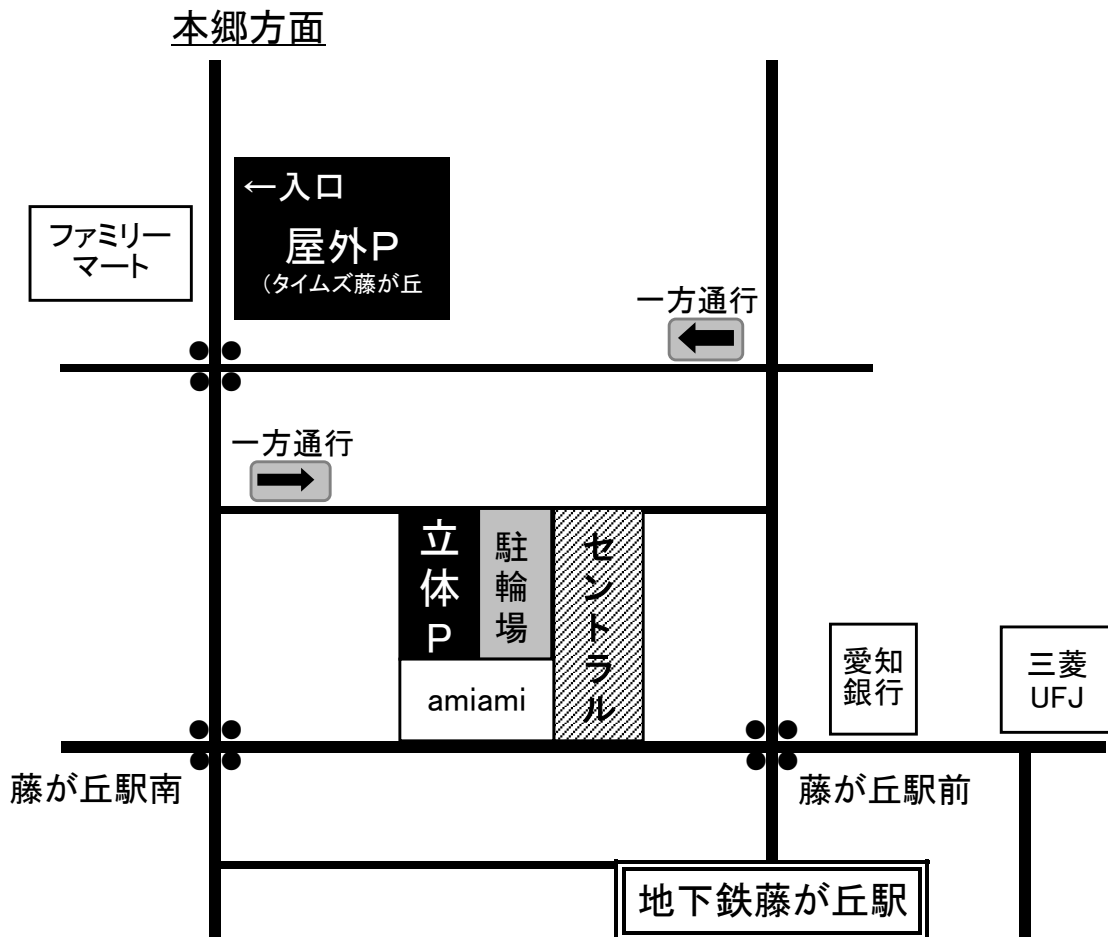 本郷方面
←入口
屋外P
（タイムズ藤が丘
ファミリー
マート
一方通行
一方通行
立体P
駐輪場
セントラル
amiami
愛知
銀行
三菱
UFJ
藤が丘駅南
藤が丘駅前
地下鉄藤が丘駅